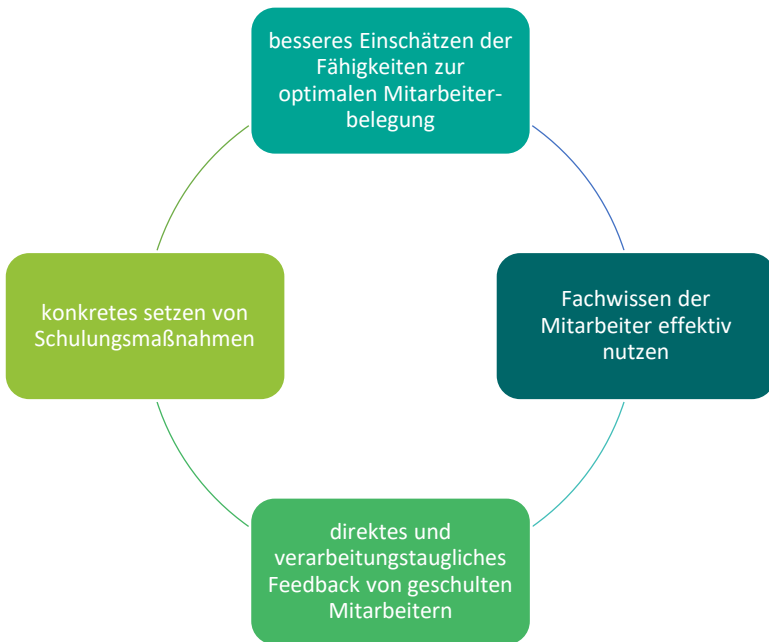 besseres Einschätzen der
Fähigkeiten zur
optimalen Mitarbeiter-
belegung
Fachwissen der
Mitarbeiter effektiv
nutzen
direktes und
verarbeitungstaugliches
Feedback von geschulten
Mitarbeitern
konkretes setzen von
Schulungsmaßnahmen